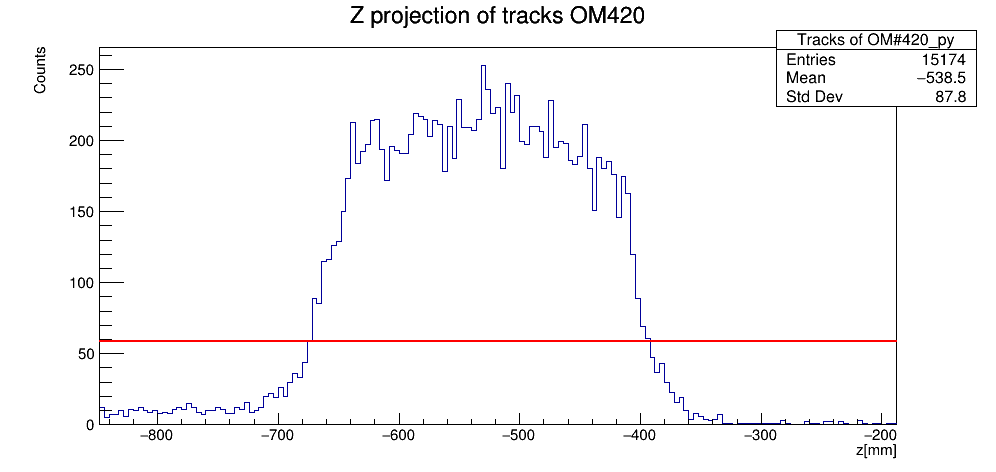 Z projection of tracks OM420
Tracks of OM#420_py
Entries 15174
Mean −538.5
Std Dev 87.8
Counts
250
200
150
100
50
0
−800 −700 −600 −500 −400 −300 −200
z[mm]